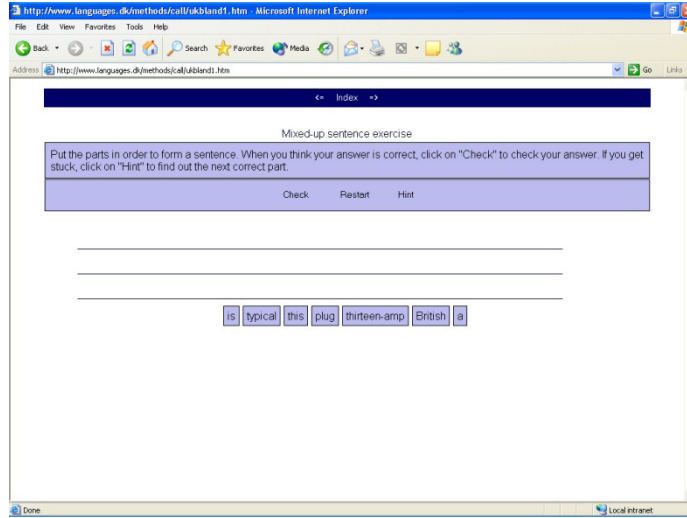 http://www.languages.dk/methods/call/ukbland1.htm - Microsoft Internet Explorer
File Edit View Favorites Tools Help
Back Search Favorites Media
Address http://www.languages.dk/methods/call/ukbland1.htm Go Links
<= Index =>
Mixed-up sentence exercise
Put the parts in order to form a sentence. When you think your answer is correct, click on "Check" to check your answer. If you get
stuck, click on "Hint" to find out the next correct part.
Check Restart Hint
is typical this plug thirteen-amp British a
Done Local intranet